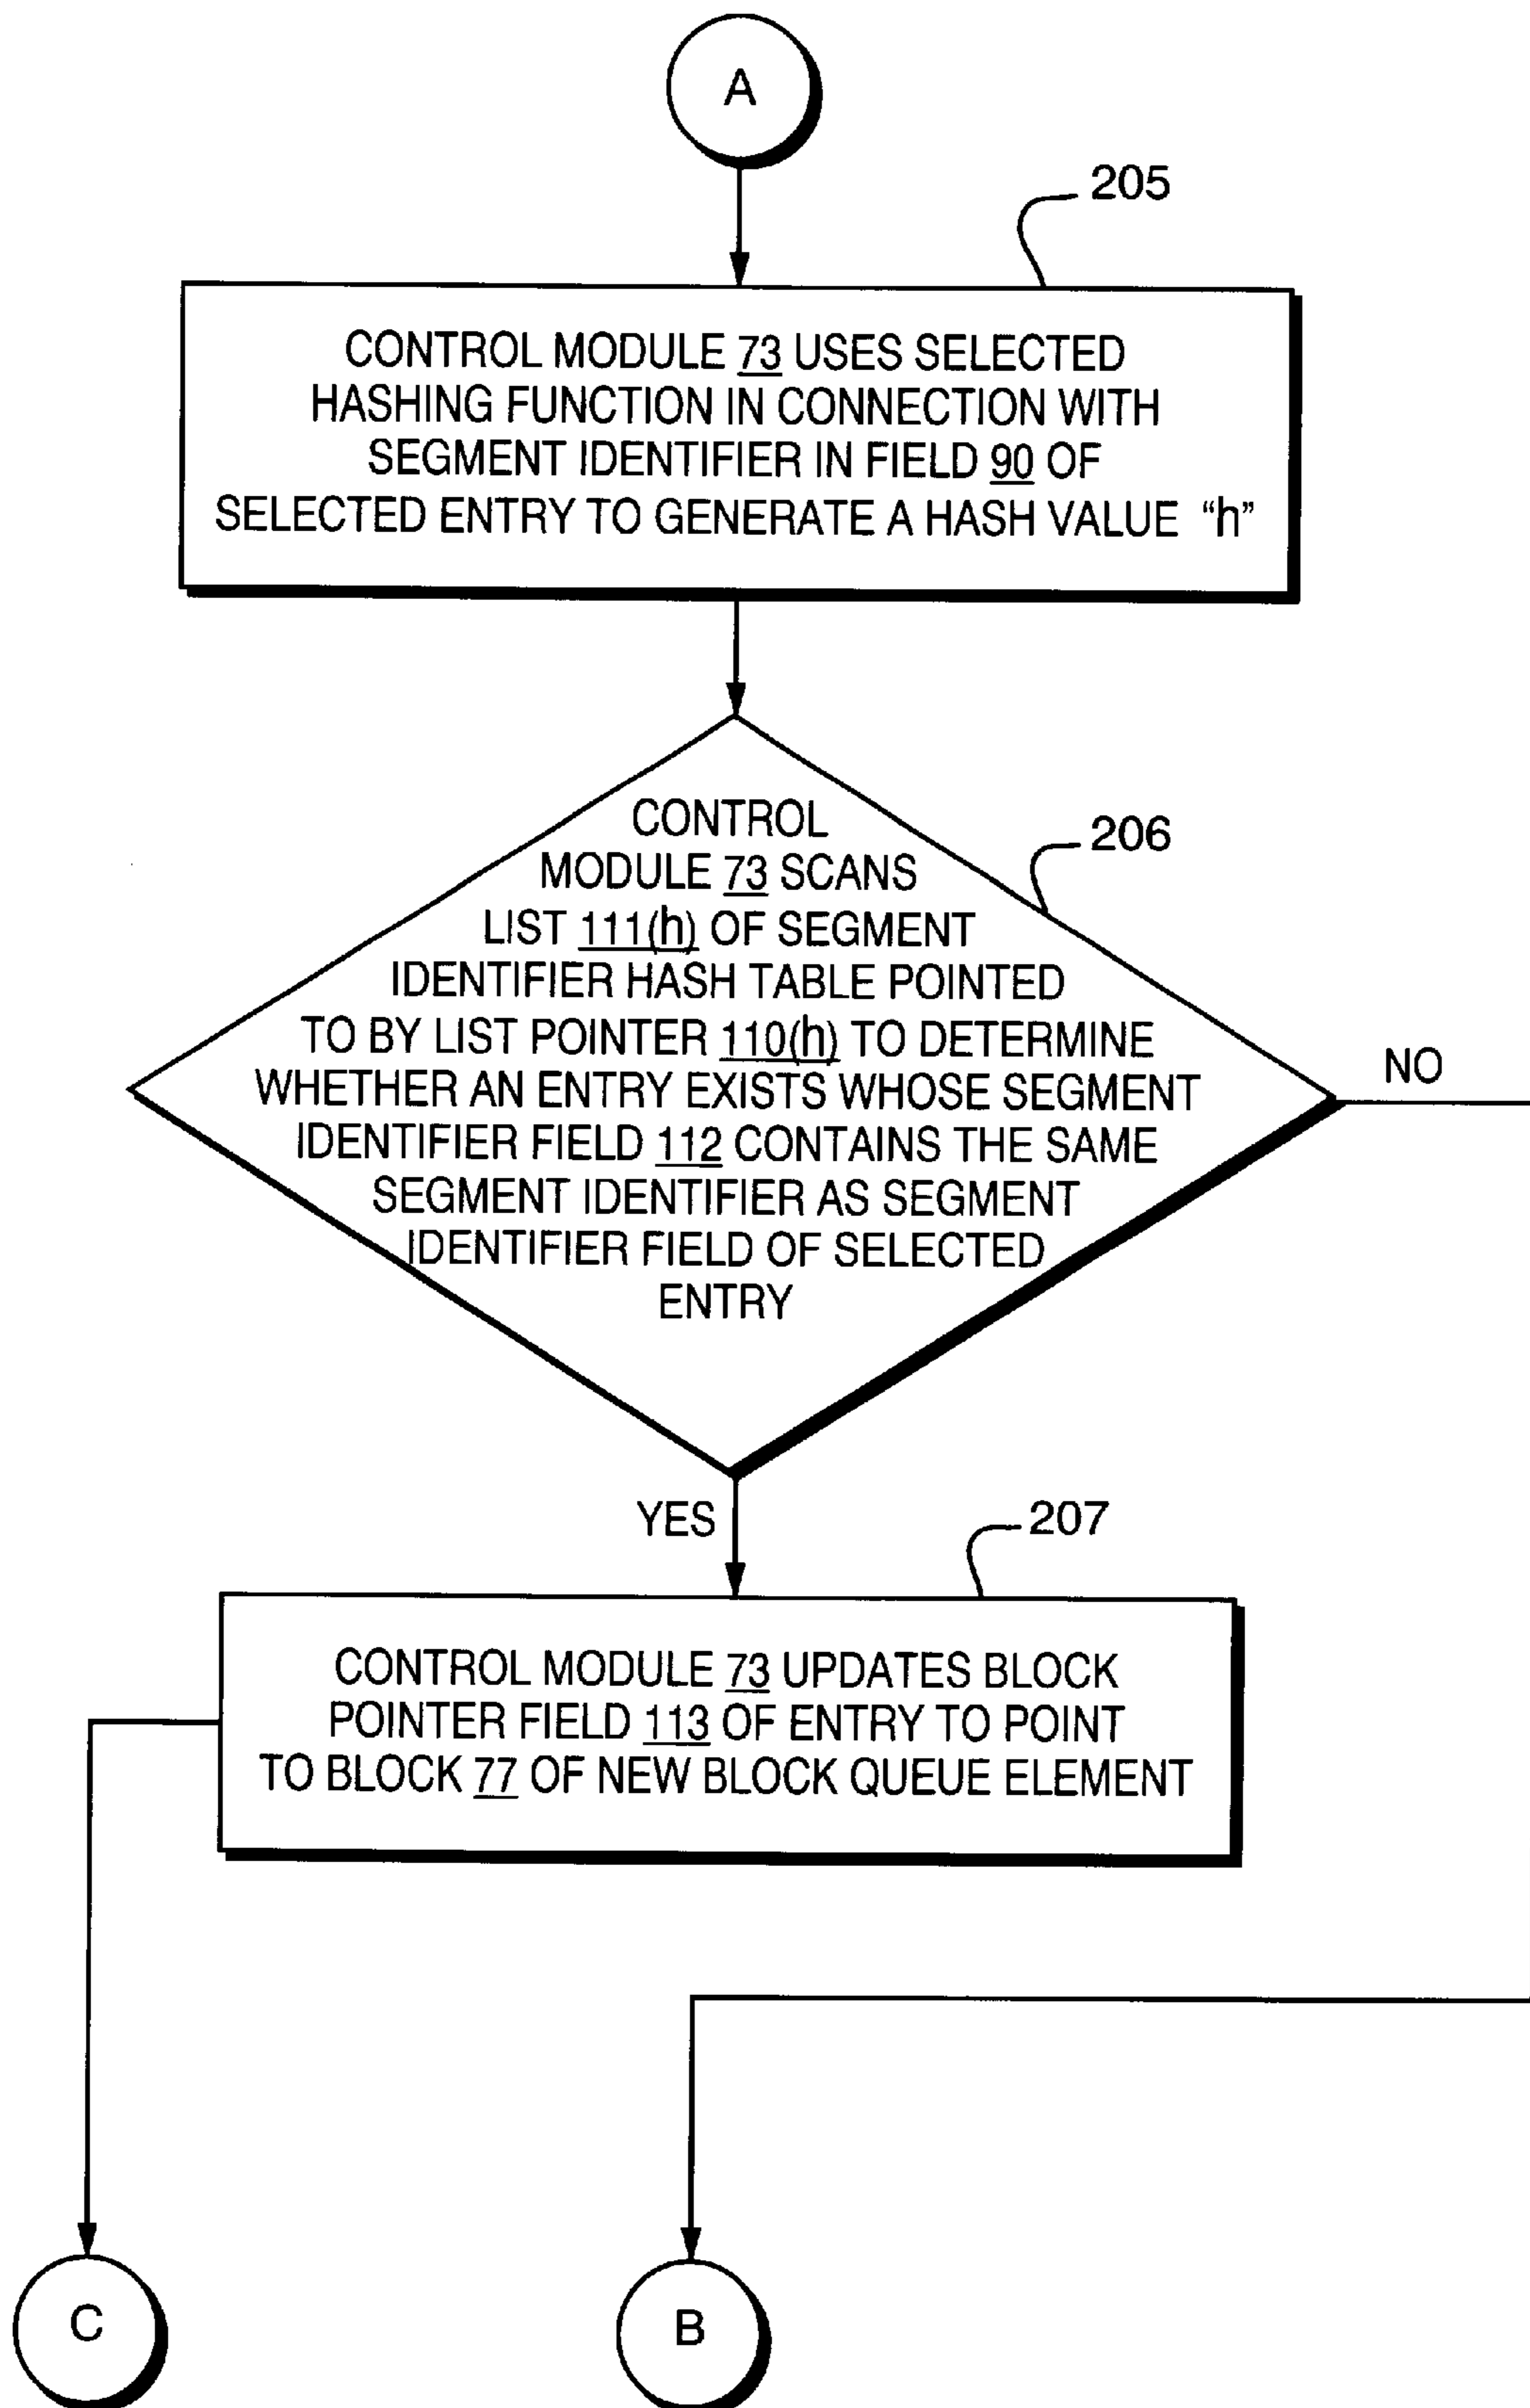 A
205
CONTROL MODULE 73 USES SELECTED
HASHING FUNCTION IN CONNECTION WITH
SEGMENT IDENTIFIER IN FIELD 90 OF
SELECTED ENTRY TO GENERATE A HASH VALUE “h”
206
CONTROL
MODULE 73 SCANS
LIST 111(h) OF SEGMENT
IDENTIFIER HASH TABLE POINTED
TO BY LIST POINTER 110(h) TO DETERMINE
WHETHER AN ENTRY EXISTS WHOSE SEGMENT
IDENTIFIER FIELD 112 CONTAINS THE SAME
SEGMENT IDENTIFIER AS SEGMENT
IDENTIFIER FIELD OF SELECTED
ENTRY
NO
YES
207
CONTROL MODULE 73 UPDATES BLOCK
POINTER FIELD 113 OF ENTRY TO POINT
TO BLOCK 77 OF NEW BLOCK QUEUE ELEMENT
C
B